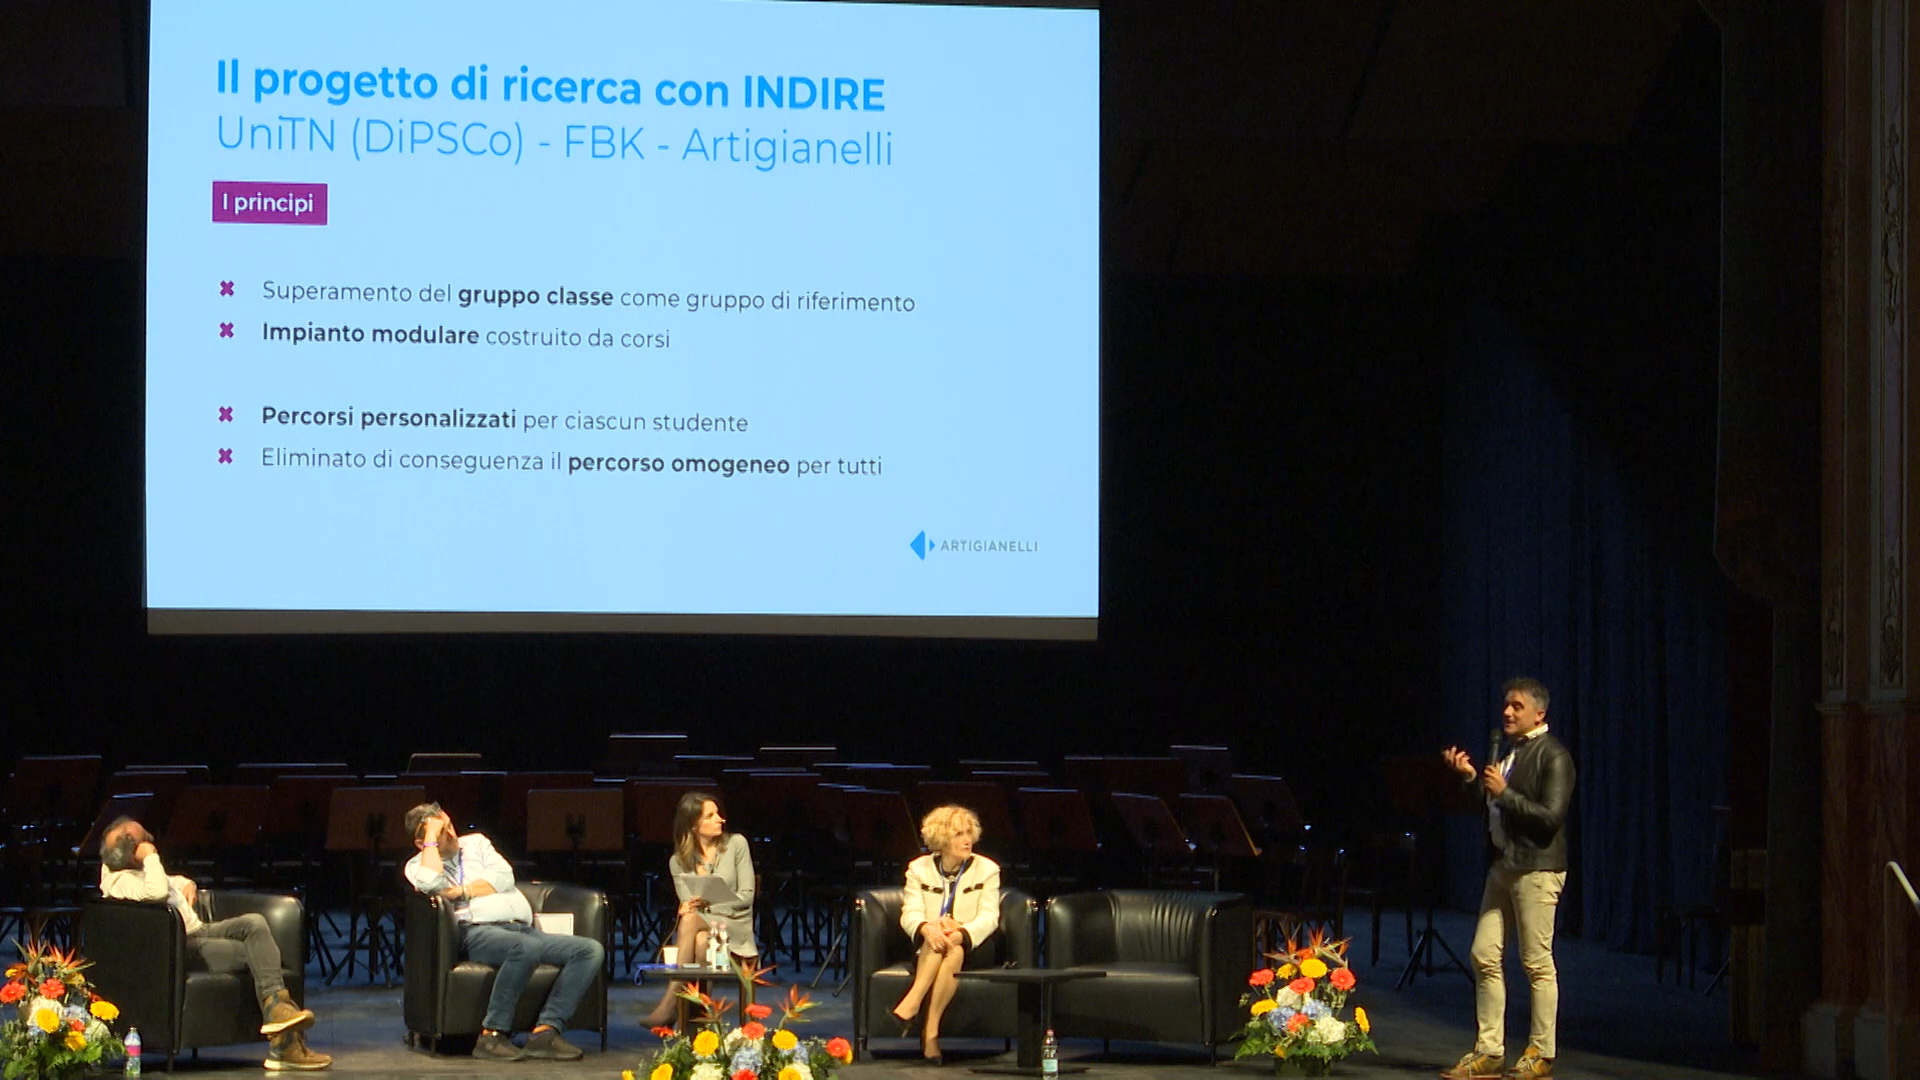 Il progetto di ricerca con INDIRE
UniTN (DiPSCo) - FBK - Artigianelli
I principi
Superamento del gruppo classe come gruppo di riferimento
Impianto modulare costruito da corsi
Percorsi personalizzati per ciascun studente
Eliminato di conseguenza il percorso omogeneo per tutti
ARTIGIANELLI